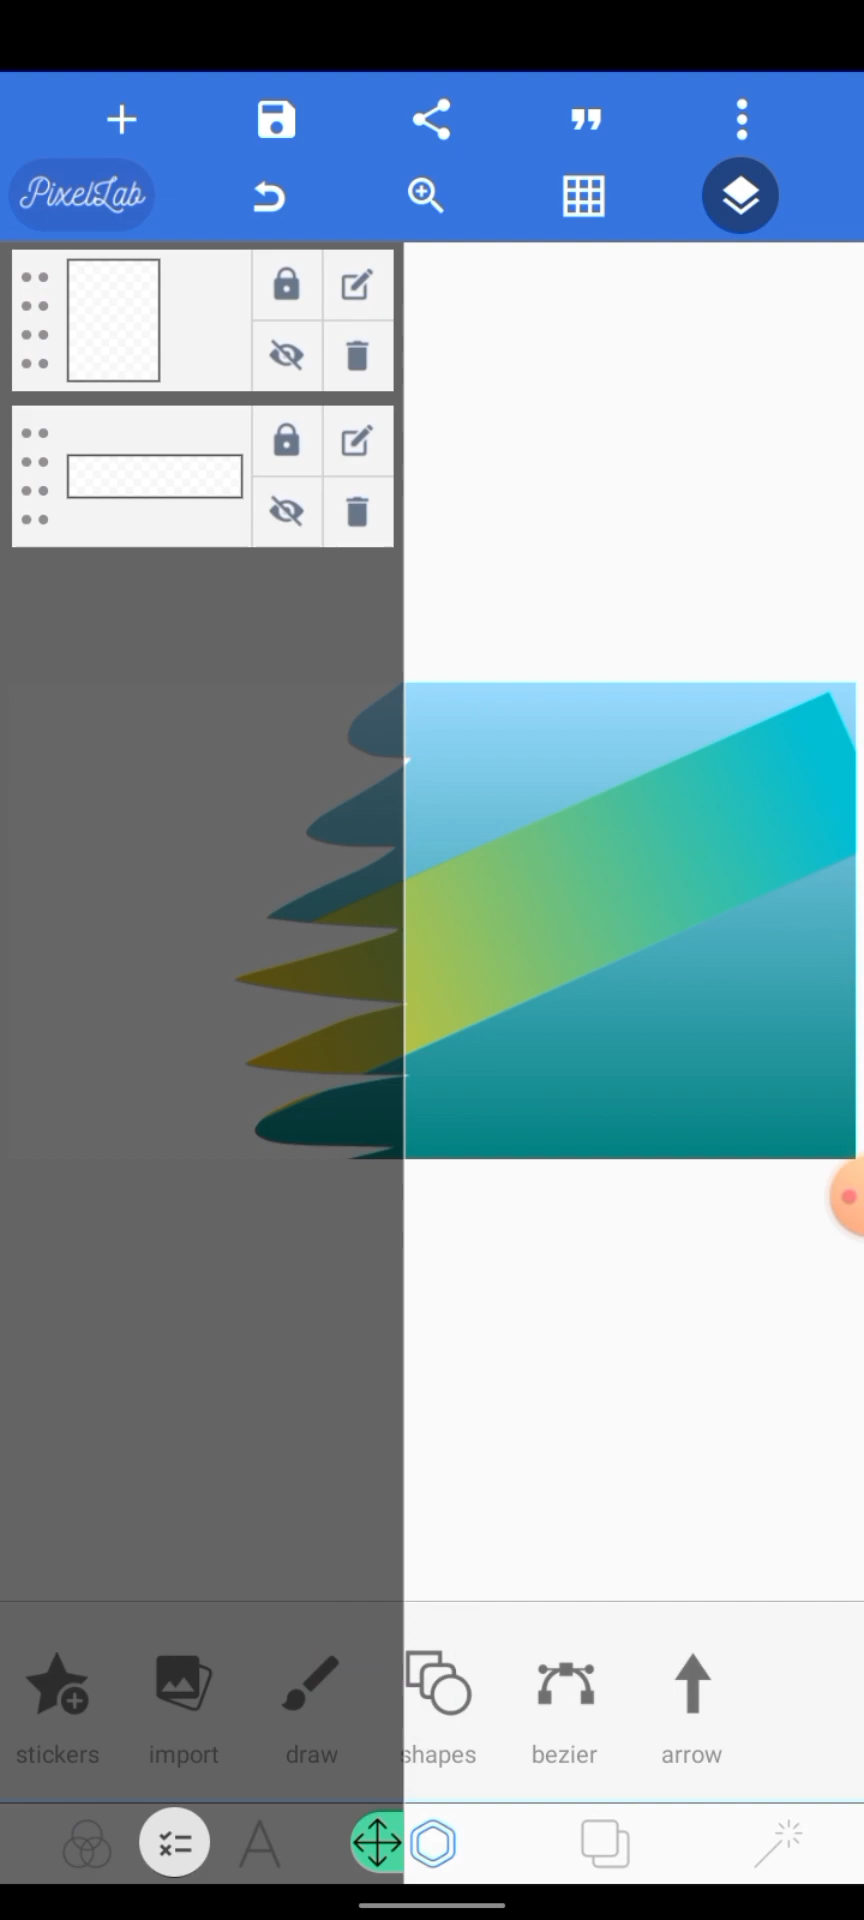 PixelLab
stickers
import
draw
shapes
bezier
arrow